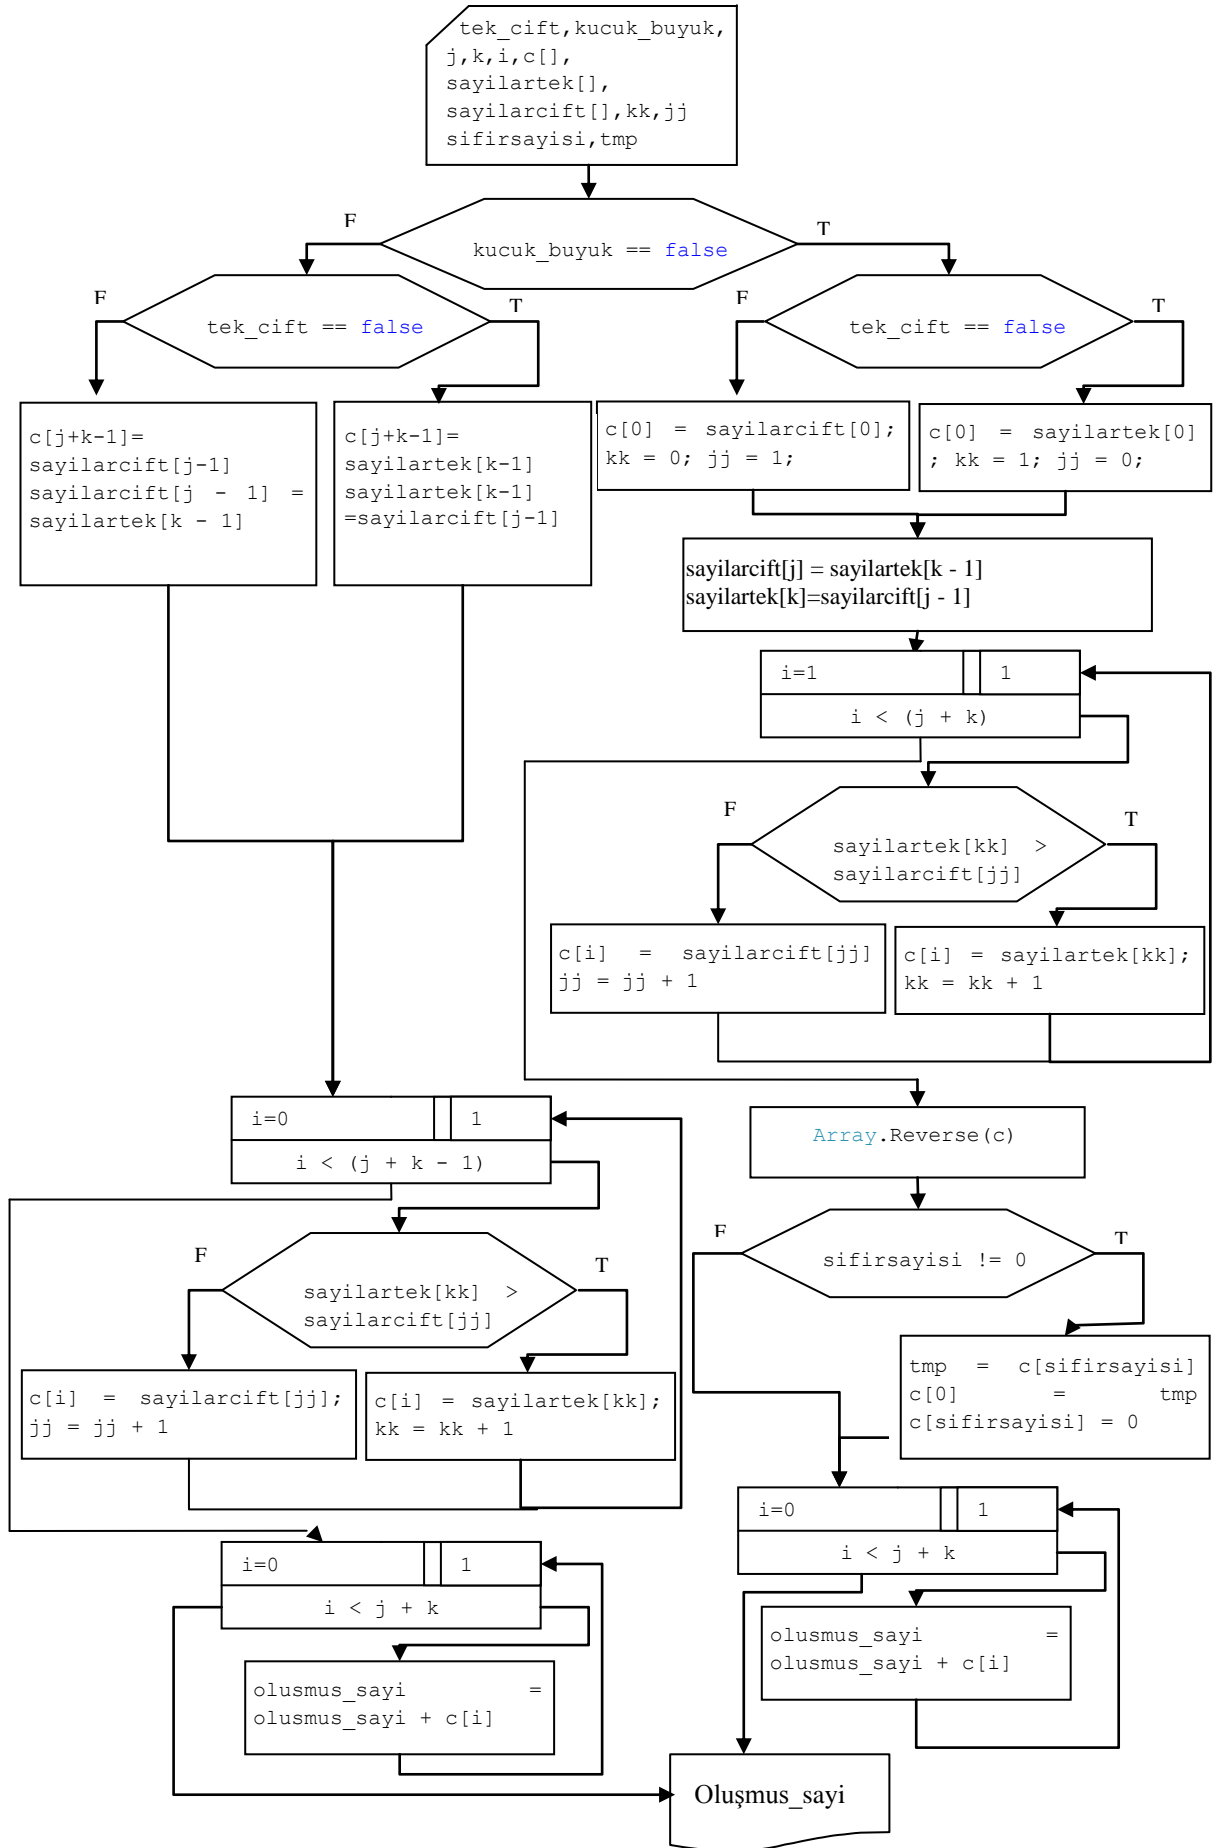 tek_cift,kucuk_buyuk,
j,k,i,c[],
sayilartek[],
sayilarcift[],kk,jj
sifirsayisi,tmp
F
T
kucuk_buyuk == false
F
T
tek_cift == false
F
T
tek_cift == false
c[j+k-1]=
sayilarcift[j-1]
sayilarcift[j - 1] =
sayilartek[k - 1]
c[j+k-1]=
sayilartek[k-1]
sayilartek[k-1]
=sayilarcift[j-1]
c[0] = sayilarcift[0];
kk = 0; jj = 1;
c[0] = sayilartek[0]
; kk = 1; jj = 0;
sayilarcift[j] = sayilartek[k - 1]
sayilartek[k]=sayilarcift[j - 1]
i=1
1
i < (j + k)
F
T
sayilartek[kk] >
sayilarcift[jj]
c[i] = sayilarcift[jj]
jj = jj + 1
c[i] = sayilartek[kk];
kk = kk + 1
i=0
1
i < (j + k - 1)
Array.Reverse(c)
F
T
sayilartek[kk] >
sayilarcift[jj]
F
T
sifirsayisi != 0
c[i] = sayilarcift[jj];
jj = jj + 1
c[i] = sayilartek[kk];
kk = kk + 1
tmp = c[sifirsayisi]
c[0] = tmp
c[sifirsayisi] = 0
i=0
1
i < j + k
i=0
1
i < j + k
olusmus_sayi =
olusmus_sayi + c[i]
olusmus_sayi =
olusmus_sayi + c[i]
Oluşmus_sayi